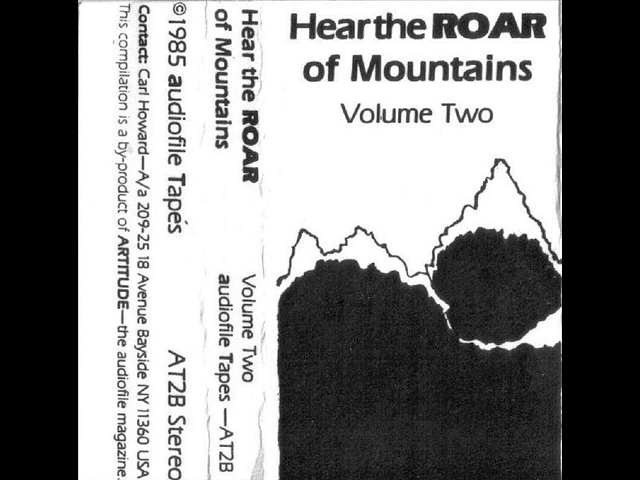 Hear the ROAR
of Mountains
Volume Two
Hear the ROAR
of Mountains
Volume Two
audiofile Tapes —AT2B
©1985 audiofile Tapes
AT2B Stereo
Contact: Carl Howard—A/a 209-25 18 Avenue Bayside NY 11360 USA
This compilation is a by-product of ARTITUDE—the audiofile magazine.